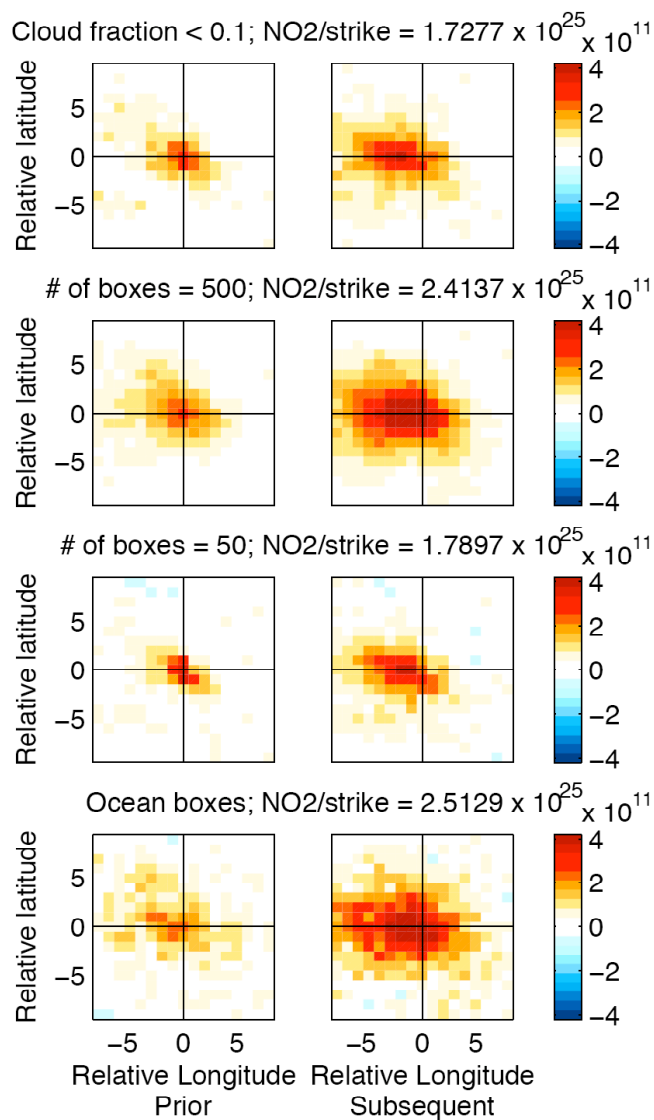 Cloud fraction < 0.1; NO2/strike = 1.7277 x 10^25
x 10^11
Relative latitude
5
0
−5
4
2
0
−2
−4
# of boxes = 500; NO2/strike = 2.4137 x 10^25
x 10^11
Relative latitude
5
0
−5
4
2
0
−2
−4
# of boxes = 50; NO2/strike = 1.7897 x 10^25
x 10^11
Relative latitude
5
0
−5
4
2
0
−2
−4
Ocean boxes; NO2/strike = 2.5129 x 10^25
x 10^11
Relative latitude
5
0
−5
4
2
0
−2
−4
−5 0 5 −5 0 5
Relative Longitude Relative Longitude
Prior Subsequent